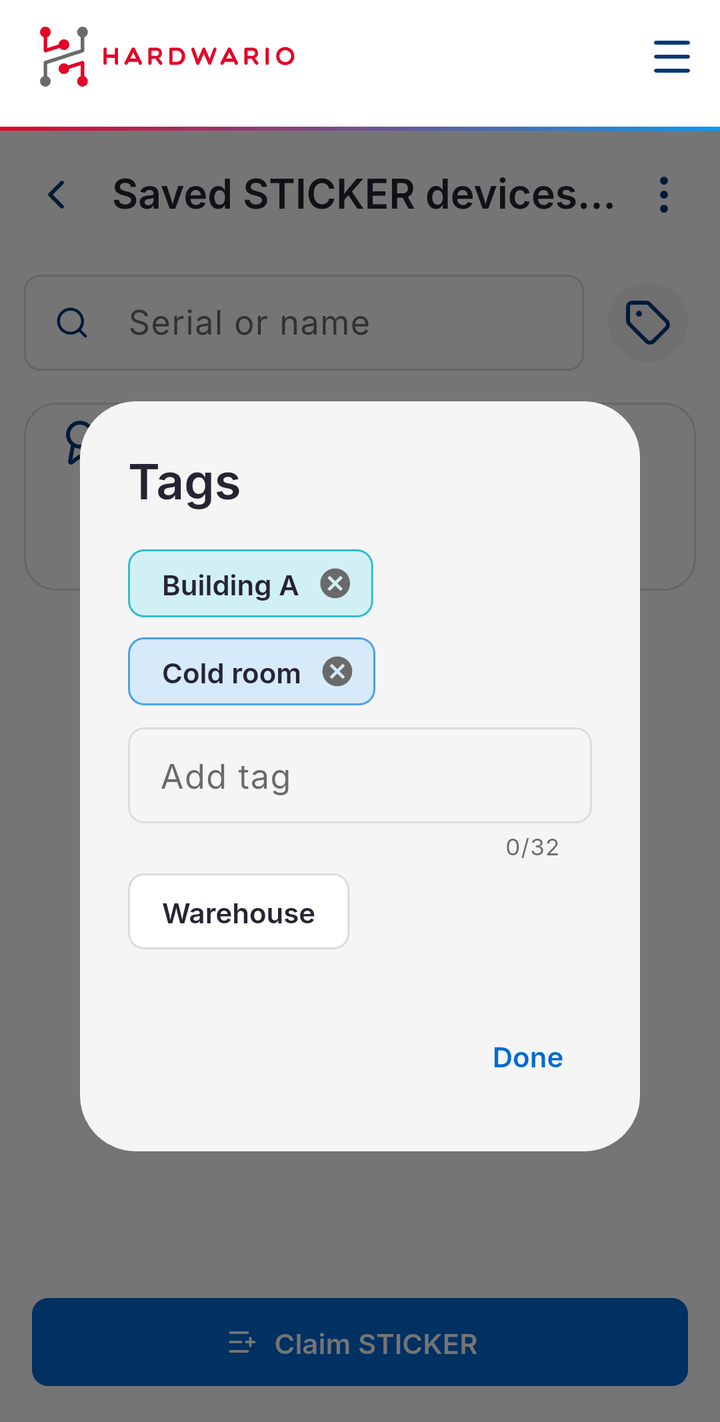 HARDWARIO
Saved STICKER devices...
Serial or name
Tags
Building A
Cold room
Add tag
0/32
Warehouse
Done
Claim STICKER